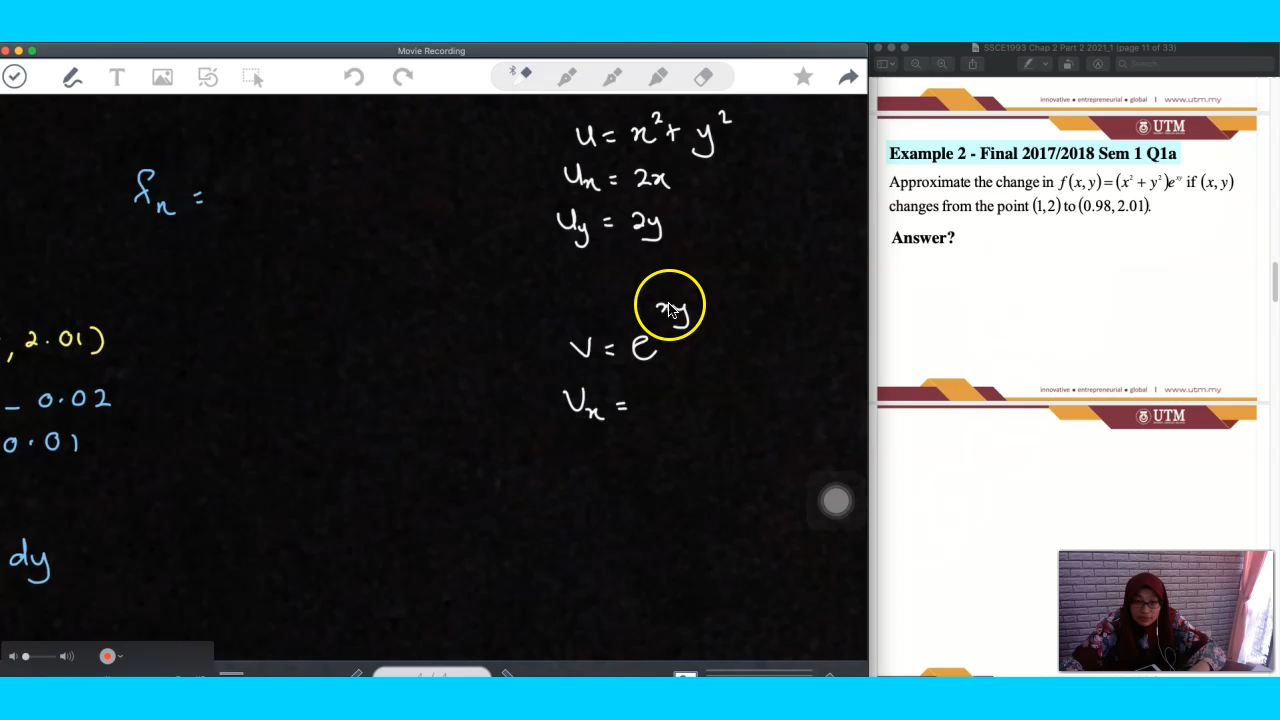 Movie Recording
SSCE1993 Chap 2 Part 2 2021_1 (page 11 of 33)
Search
T
u = x² + y²
uₓ = 2x
u_y = 2y
v = e^xy
vₓ =
fₓ =
, 2.01)
- 0.02
0.01
dy
innovative ● entrepreneurial ● global | www.utm.my
UTM
Example 2 - Final 2017/2018 Sem 1 Q1a
Approximate the change in f(x, y) = (x² + y²)e^xy if (x, y)
changes from the point (1, 2) to (0.98, 2.01).
Answer?
innovative ● entrepreneurial ● global | www.utm.my
UTM